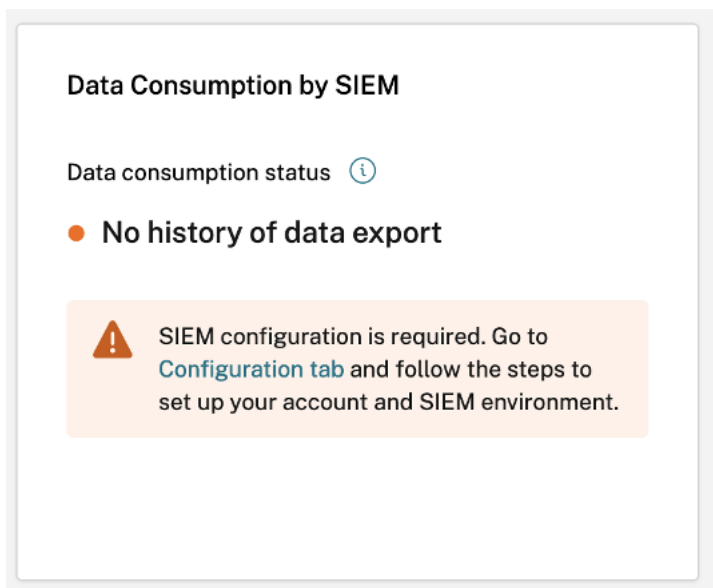 Data Consumption by SIEM
Data consumption status
No history of data export
SIEM configuration is required. Go to
Configuration tab and follow the steps to
set up your account and SIEM environment.